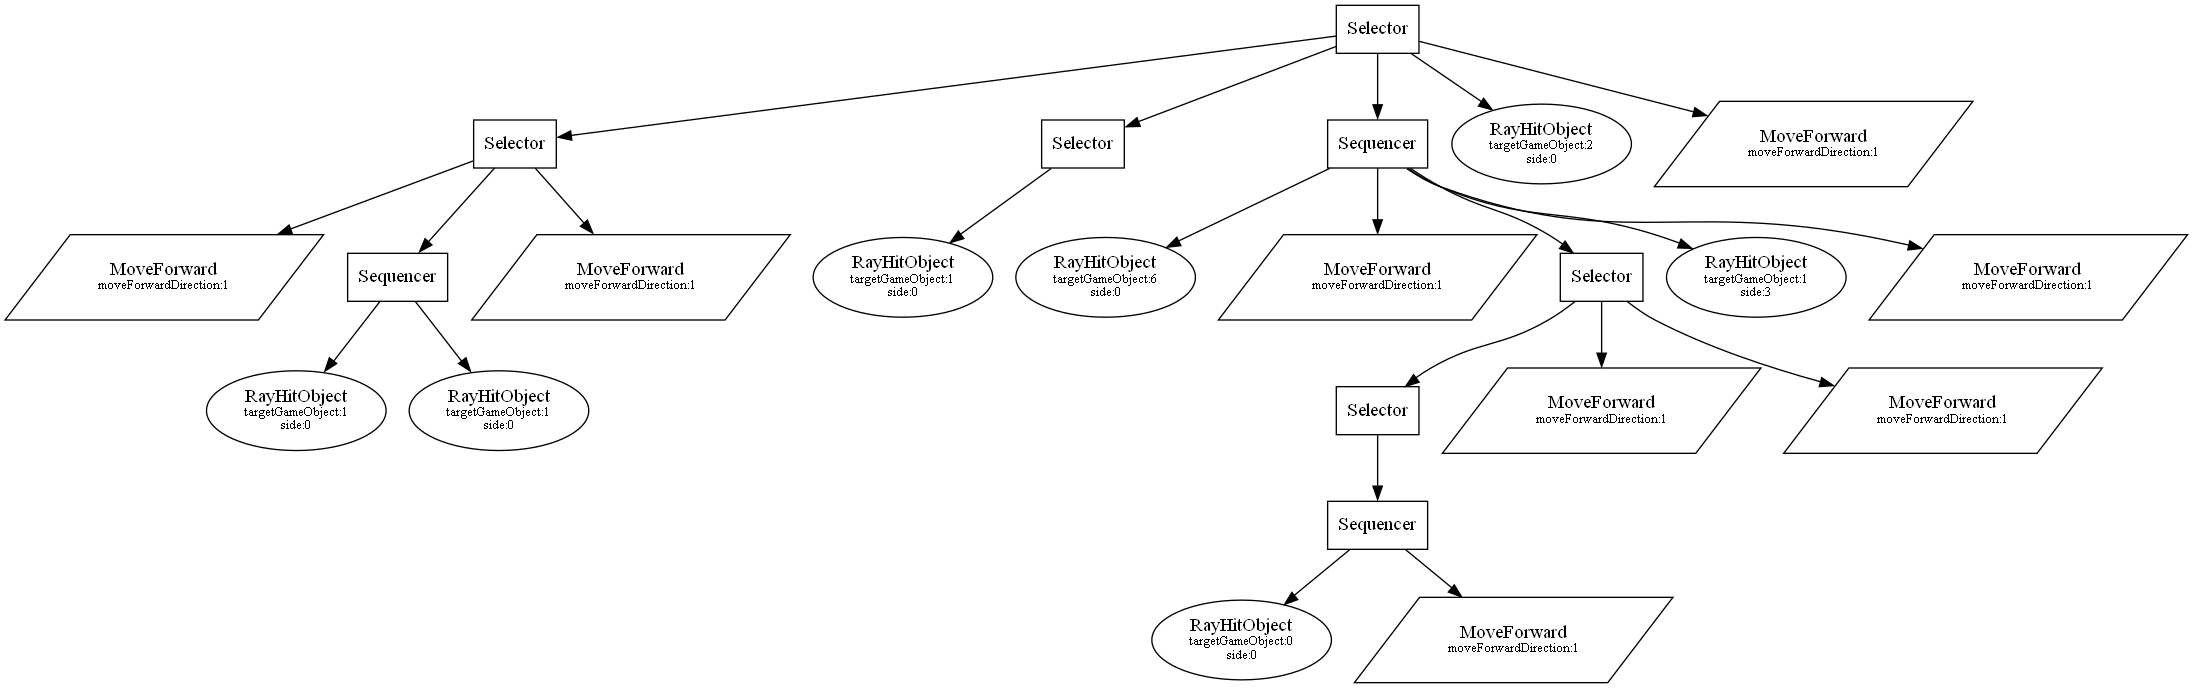 Selector
Selector
Selector
Sequencer
RayHitObject
targetGameObject:2
side:0
MoveForward
moveForwardDirection:1
MoveForward
moveForwardDirection:1
Sequencer
MoveForward
moveForwardDirection:1
RayHitObject
targetGameObject:1
side:0
RayHitObject
targetGameObject:6
side:0
MoveForward
moveForwardDirection:1
Selector
RayHitObject
targetGameObject:1
side:3
MoveForward
moveForwardDirection:1
RayHitObject
targetGameObject:1
side:0
RayHitObject
targetGameObject:1
side:0
Selector
MoveForward
moveForwardDirection:1
MoveForward
moveForwardDirection:1
Sequencer
RayHitObject
targetGameObject:0
side:0
MoveForward
moveForwardDirection:1